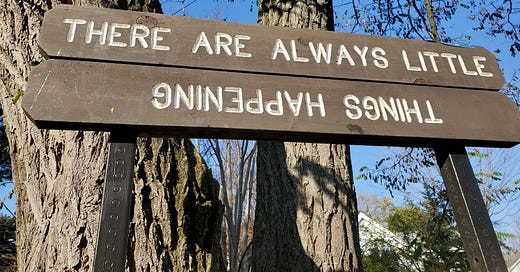 THERE ARE ALWAYS LITTLE
THINGS HAPPENING